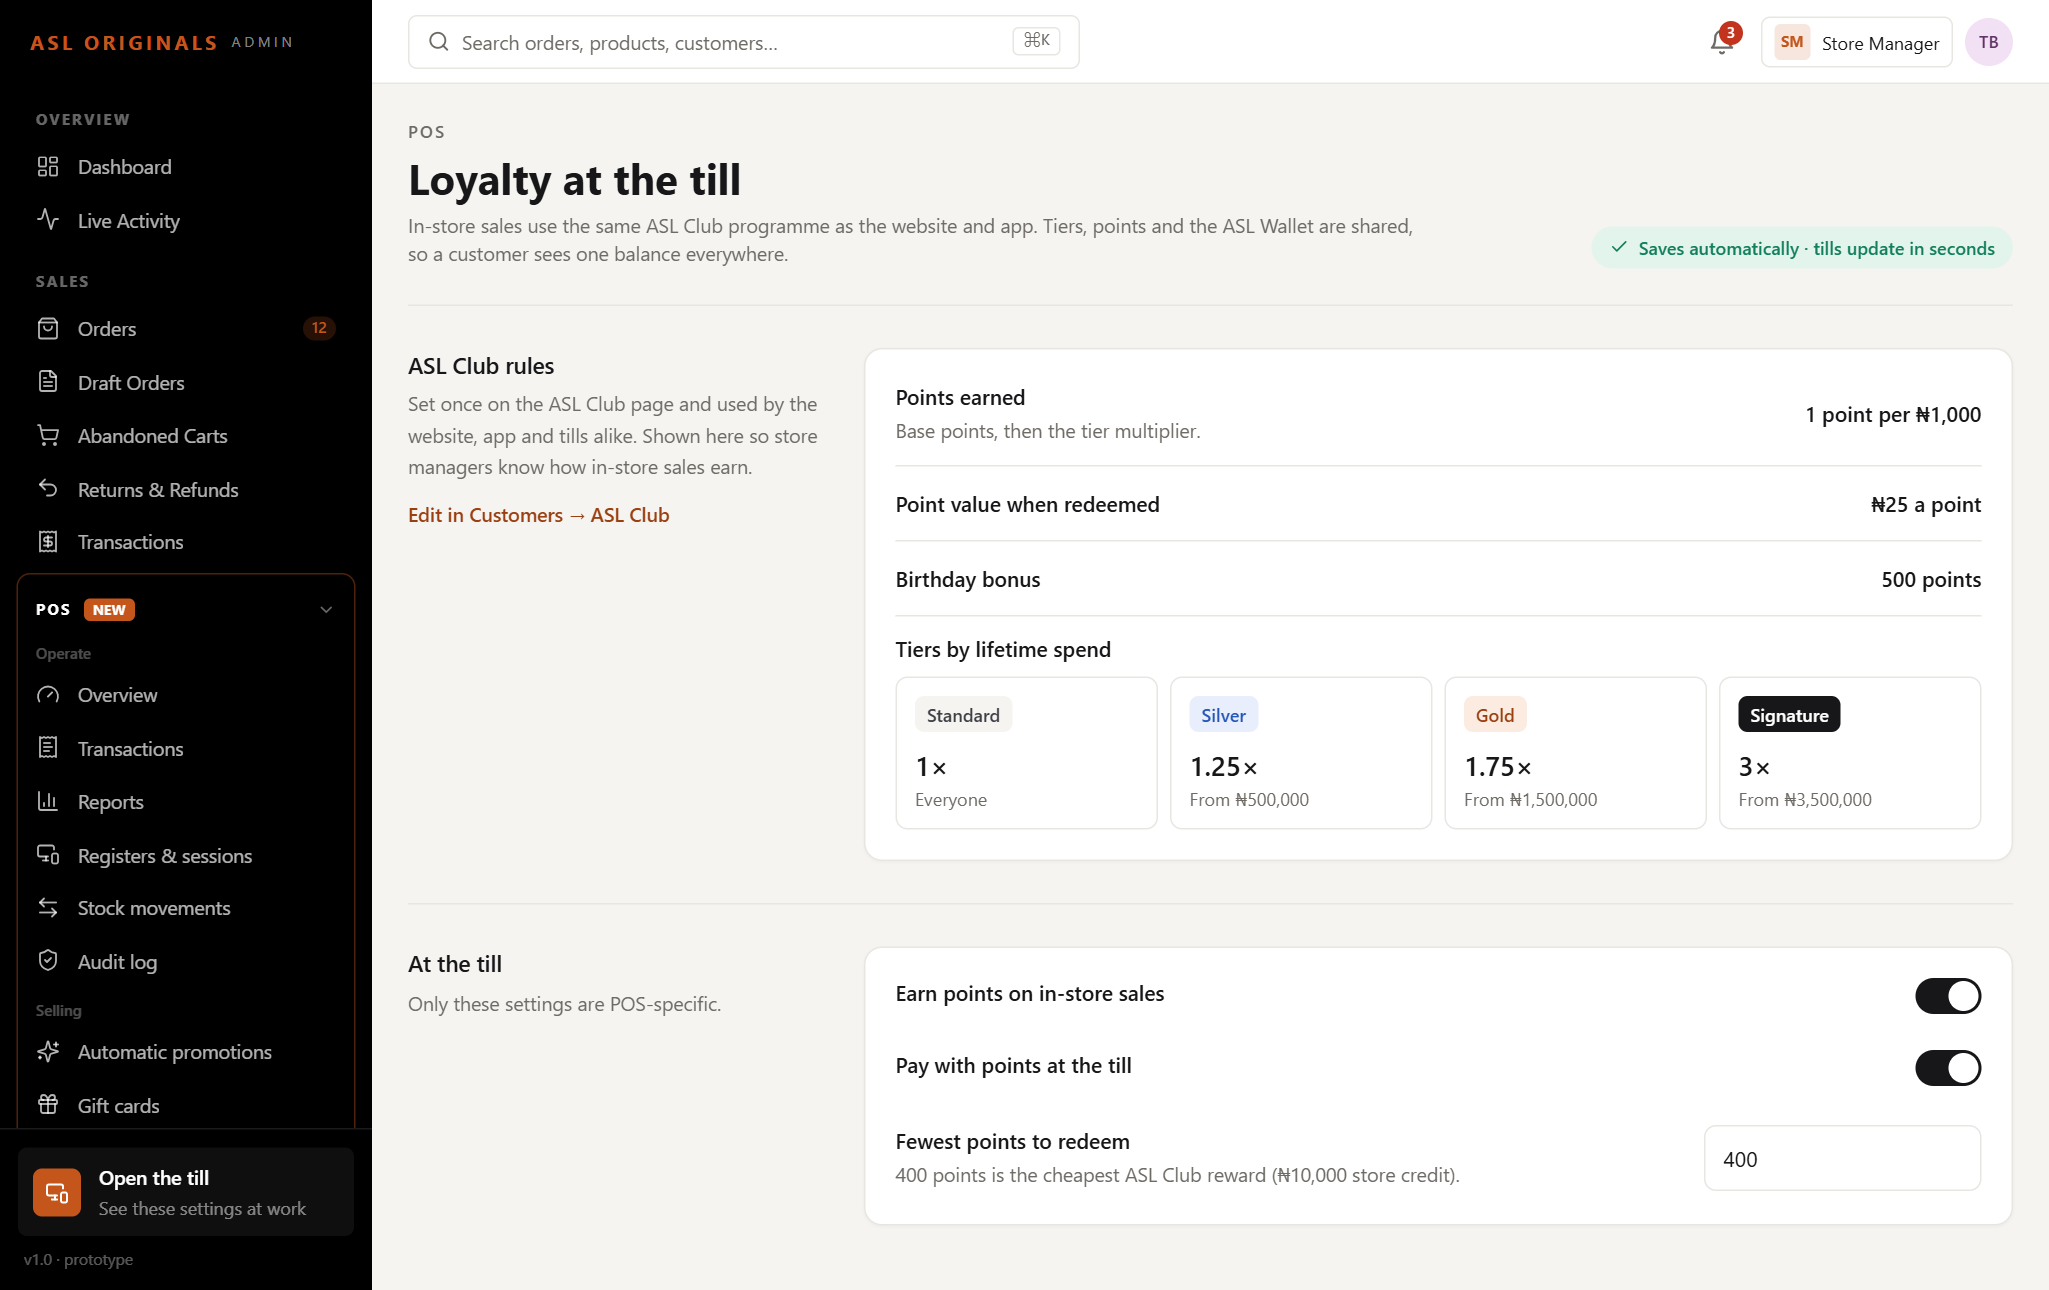 ASL ORIGINALS ADMIN
OVERVIEW
Dashboard
Live Activity
SALES
Orders 12
Draft Orders
Abandoned Carts
Returns & Refunds
Transactions
POS NEW
Operate
Overview
Transactions
Reports
Registers & sessions
Stock movements
Audit log
Selling
Automatic promotions
Gift cards
Open the till
See these settings at work
v1.0 · prototype
Search orders, products, customers... ⌘K
3
SM Store Manager
TB
POS
Loyalty at the till
In-store sales use the same ASL Club programme as the website and app. Tiers, points and the ASL Wallet are shared,
so a customer sees one balance everywhere.
Saves automatically · tills update in seconds
ASL Club rules
Set once on the ASL Club page and used by the
website, app and tills alike. Shown here so store
managers know how in-store sales earn.
Edit in Customers → ASL Club
Points earned
Base points, then the tier multiplier.
1 point per ₦1,000
Point value when redeemed
₦25 a point
Birthday bonus
500 points
Tiers by lifetime spend
Standard
1×
Everyone
Silver
1.25×
From ₦500,000
Gold
1.75×
From ₦1,500,000
Signature
3×
From ₦3,500,000
At the till
Only these settings are POS-specific.
Earn points on in-store sales
Pay with points at the till
Fewest points to redeem
400 points is the cheapest ASL Club reward (₦10,000 store credit).
400